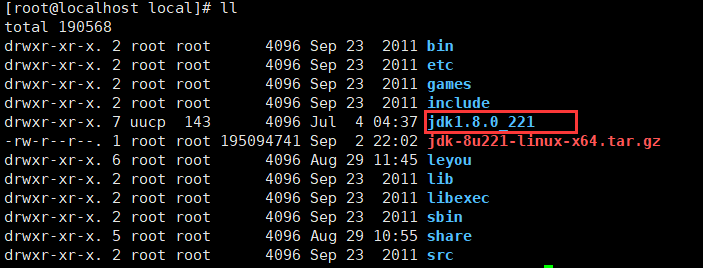 [root@localhost local]# ll
total 190568
drwxr-xr-x. 2 root root      4096 Sep 23  2011 bin
drwxr-xr-x. 2 root root      4096 Sep 23  2011 etc
drwxr-xr-x. 2 root root      4096 Sep 23  2011 games
drwxr-xr-x. 2 root root      4096 Sep 23  2011 include
drwxr-xr-x. 7 uucp  143      4096 Jul  4 04:37 jdk1.8.0_221
-rw-r--r--. 1 root root 195094741 Sep  2 22:02 jdk-8u221-linux-x64.tar.gz
drwxr-xr-x. 6 root root      4096 Aug 29 11:45 leyou
drwxr-xr-x. 2 root root      4096 Sep 23  2011 lib
drwxr-xr-x. 2 root root      4096 Sep 23  2011 libexec
drwxr-xr-x. 2 root root      4096 Sep 23  2011 sbin
drwxr-xr-x. 5 root root      4096 Aug 29 10:55 share
drwxr-xr-x. 2 root root      4096 Sep 23  2011 src